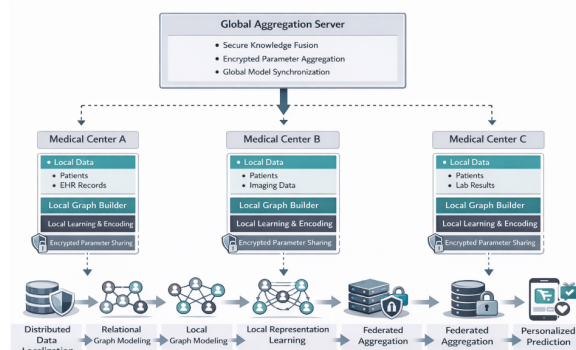 Global Aggregation Server
• Secure Knowledge Fusion
• Encrypted Parameter Aggregation
• Global Model Synchronization
Medical Center A
• Local Data
• Patients
• EHR Records
Local Graph Builder
Local Learning & Encoding
Encrypted Parameter Sharing
Medical Center B
• Local Data
• Patients
• Imaging Data
Local Graph Builder
Local Learning & Encoding
Encrypted Parameter Sharing
Medical Center C
• Local Data
• Patients
• Lab Results
Local Graph Builder
Local Learning & Encoding
Encrypted Parameter Sharing
Distributed
Data
Localization
Relational
Graph Modeling
Local
Graph Modeling
Local Representation
Learning
Federated
Aggregation
Federated
Aggregation
Personalized
Prediction